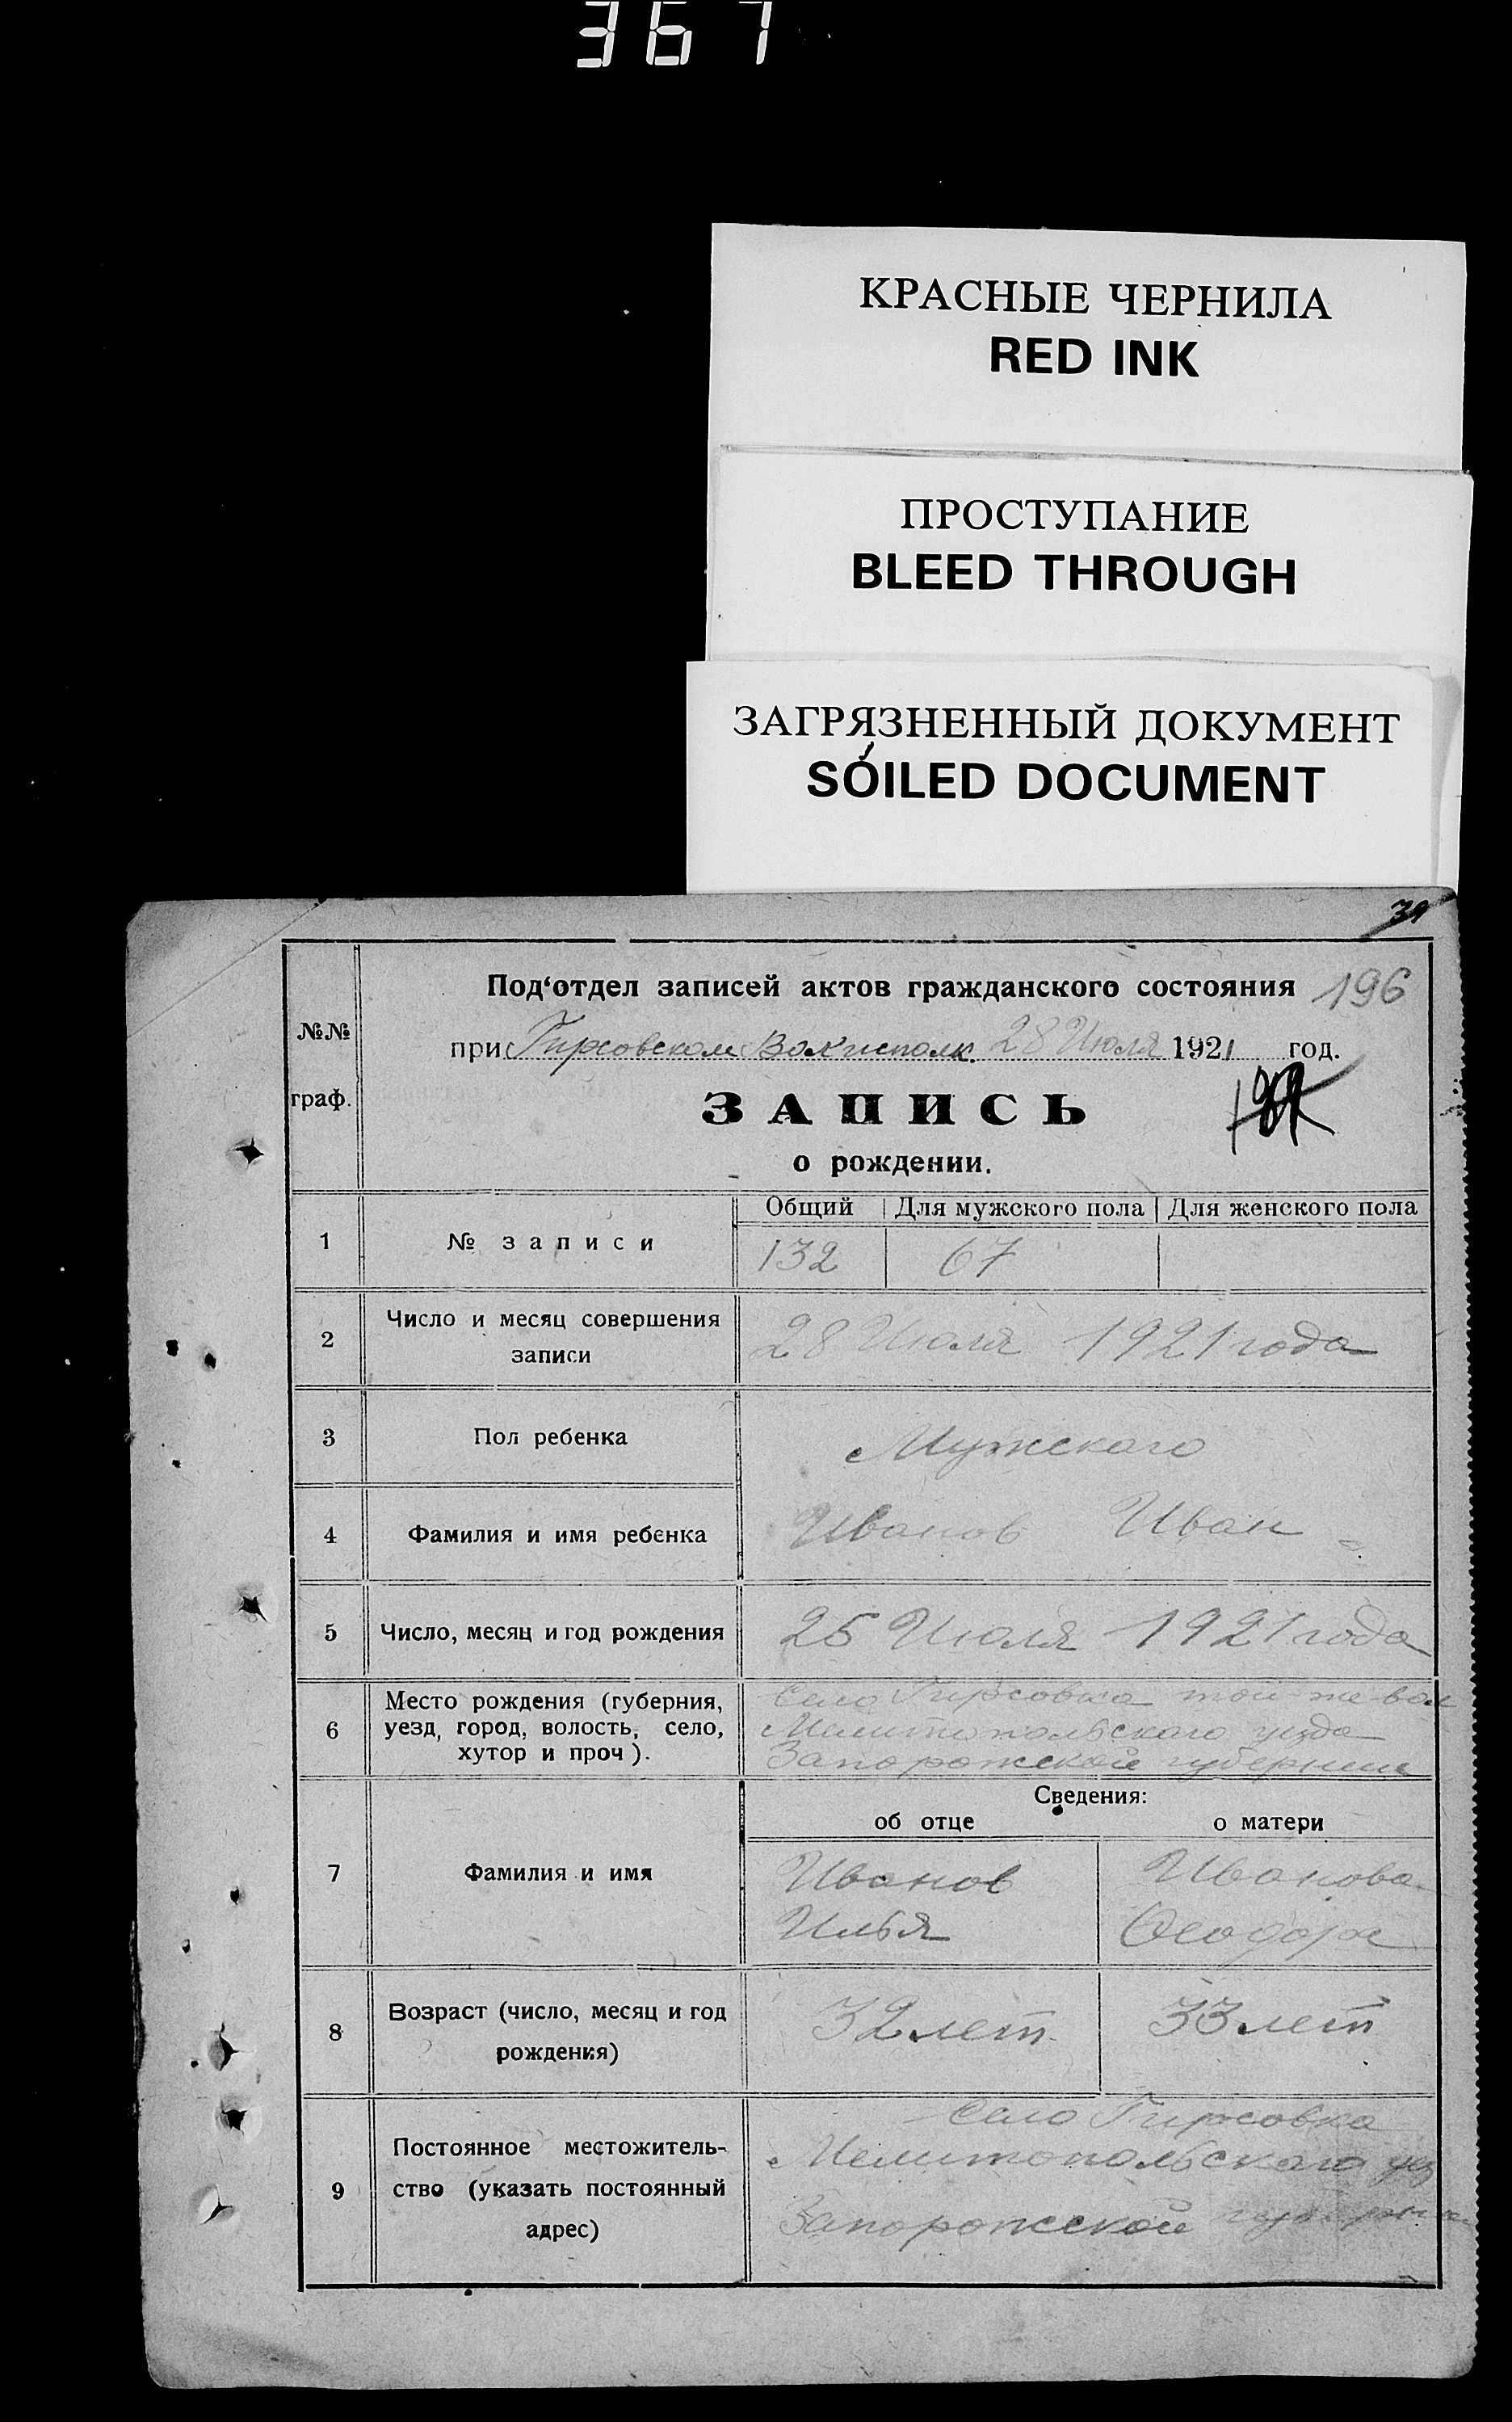 367
КРАСНЫЕ ЧЕРНИЛА
RED INK
ПРОСТУПАНИЕ
BLEED THROUGH
ЗАГРЯЗНЕННЫЙ ДОКУМЕНТ
SOILED DOCUMENT
Под'отдел записей актов гражданского состояния 196
при Гирсовском Волисполк. 28 Июля 1921 год.
№№
граф.
ЗАПИСЬ
о рождении.
Общий Для мужского пола Для женского пола
1 № записи 132 67
2 Число и месяц совершения
записи
28 Июля 1921 года
3 Пол ребенка Мужского
4 Фамилия и имя ребенка Иванов Иван
5 Число, месяц и год рождения 25 Июля 1921 года
6 Место рождения (губерния,
уезд, город, волость, село,
хутор и проч).
Село Гирсовка той-же вол
Мелитопольского уезда
Запорожской губернии
Сведения:
об отце о матери
7 Фамилия и имя
Иванов
Илья
Иванова
Феодора
8 Возраст (число, месяц и год
рождения)
32 лет 33 лет
9 Постоянное местожитель-
ство (указать постоянный
адрес)
Село Гирсовка
Мелитопольского уез
Запорожской губернии